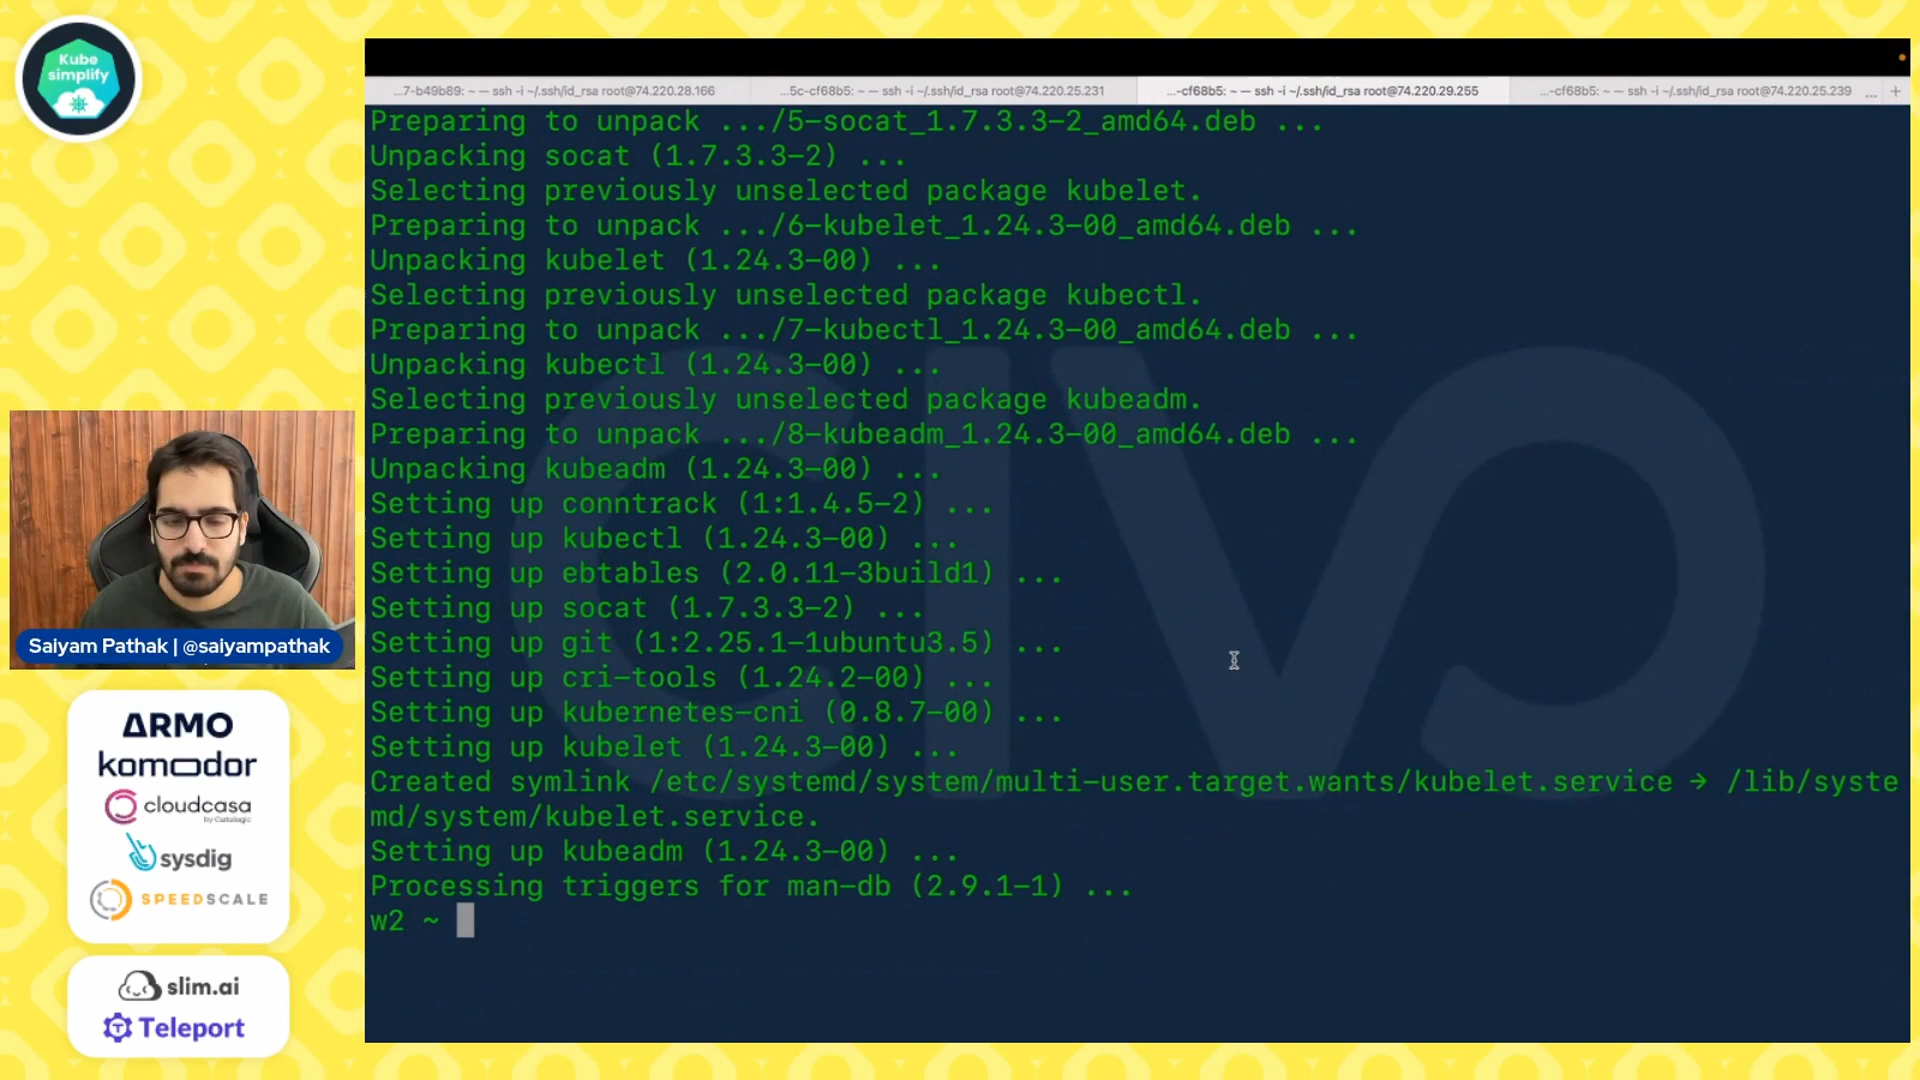 Kube
simplify
...7-b49b89: ~ — ssh -i ~/.ssh/id_rsa root@74.220.28.166
...5c-cf68b5: ~ — ssh -i ~/.ssh/id_rsa root@74.220.25.231
...-cf68b5: ~ — ssh -i ~/.ssh/id_rsa root@74.220.29.255
...-cf68b5: ~ — ssh -i ~/.ssh/id_rsa root@74.220.25.239
... +
Preparing to unpack .../5-socat_1.7.3.3-2_amd64.deb ...
Unpacking socat (1.7.3.3-2) ...
Selecting previously unselected package kubelet.
Preparing to unpack .../6-kubelet_1.24.3-00_amd64.deb ...
Unpacking kubelet (1.24.3-00) ...
Selecting previously unselected package kubectl.
Preparing to unpack .../7-kubectl_1.24.3-00_amd64.deb ...
Unpacking kubectl (1.24.3-00) ...
Selecting previously unselected package kubeadm.
Preparing to unpack .../8-kubeadm_1.24.3-00_amd64.deb ...
Unpacking kubeadm (1.24.3-00) ...
Setting up conntrack (1:1.4.5-2) ...
Setting up kubectl (1.24.3-00) ...
Setting up ebtables (2.0.11-3build1) ...
Setting up socat (1.7.3.3-2) ...
Setting up git (1:2.25.1-1ubuntu3.5) ...
Setting up cri-tools (1.24.2-00) ...
Setting up kubernetes-cni (0.8.7-00) ...
Setting up kubelet (1.24.3-00) ...
Created symlink /etc/systemd/system/multi-user.target.wants/kubelet.service → /lib/syste
md/system/kubelet.service.
Setting up kubeadm (1.24.3-00) ...
Processing triggers for man-db (2.9.1-1) ...
w2 ~
CIVO
Saiyam Pathak | @saiyampathak
ARMO
komodor
cloudcasa
by Catalogic
sysdig
SPEEDSCALE
slim.ai
Teleport